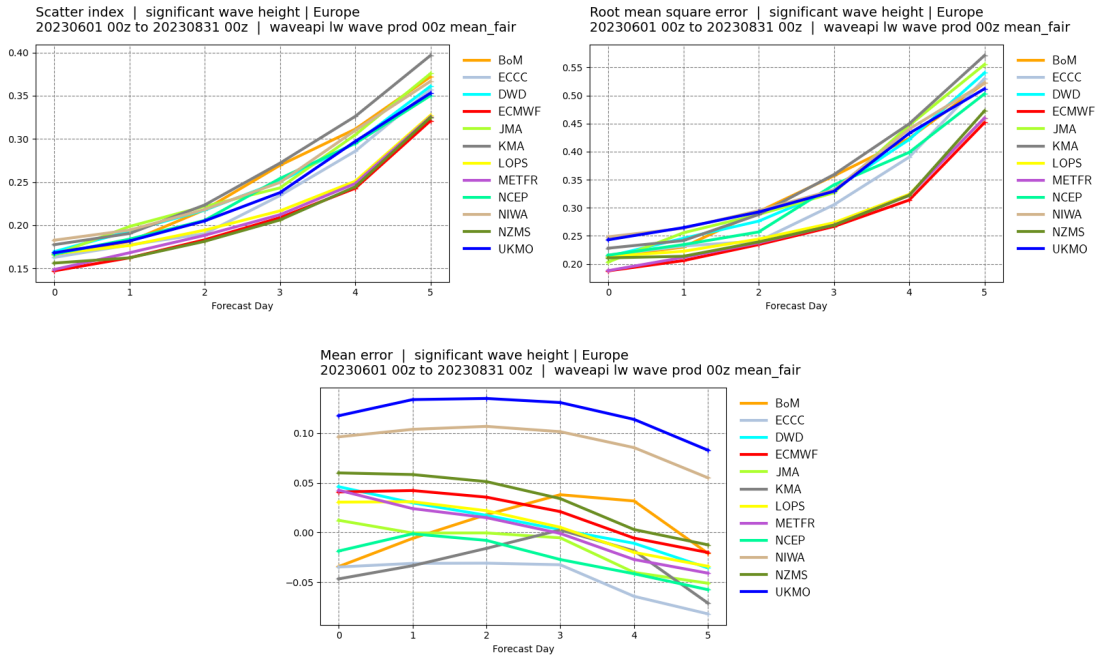 Scatter index | significant wave height | Europe
20230601 00z to 20230831 00z | waveapi lw wave prod 00z mean_fair
0.40
0.35
0.30
0.25
0.20
0.15
0 1 2 3 4 5
Forecast Day
BoM
ECCC
DWD
ECMWF
JMA
KMA
LOPS
METFR
NCEP
NIWA
NZMS
UKMO
Root mean square error | significant wave height | Europe
20230601 00z to 20230831 00z | waveapi lw wave prod 00z mean_fair
0.55
0.50
0.45
0.40
0.35
0.30
0.25
0.20
0 1 2 3 4 5
Forecast Day
BoM
ECCC
DWD
ECMWF
JMA
KMA
LOPS
METFR
NCEP
NIWA
NZMS
UKMO
Mean error | significant wave height | Europe
20230601 00z to 20230831 00z | waveapi lw wave prod 00z mean_fair
0.10
0.05
0.00
−0.05
0 1 2 3 4 5
Forecast Day
BoM
ECCC
DWD
ECMWF
JMA
KMA
LOPS
METFR
NCEP
NIWA
NZMS
UKMO